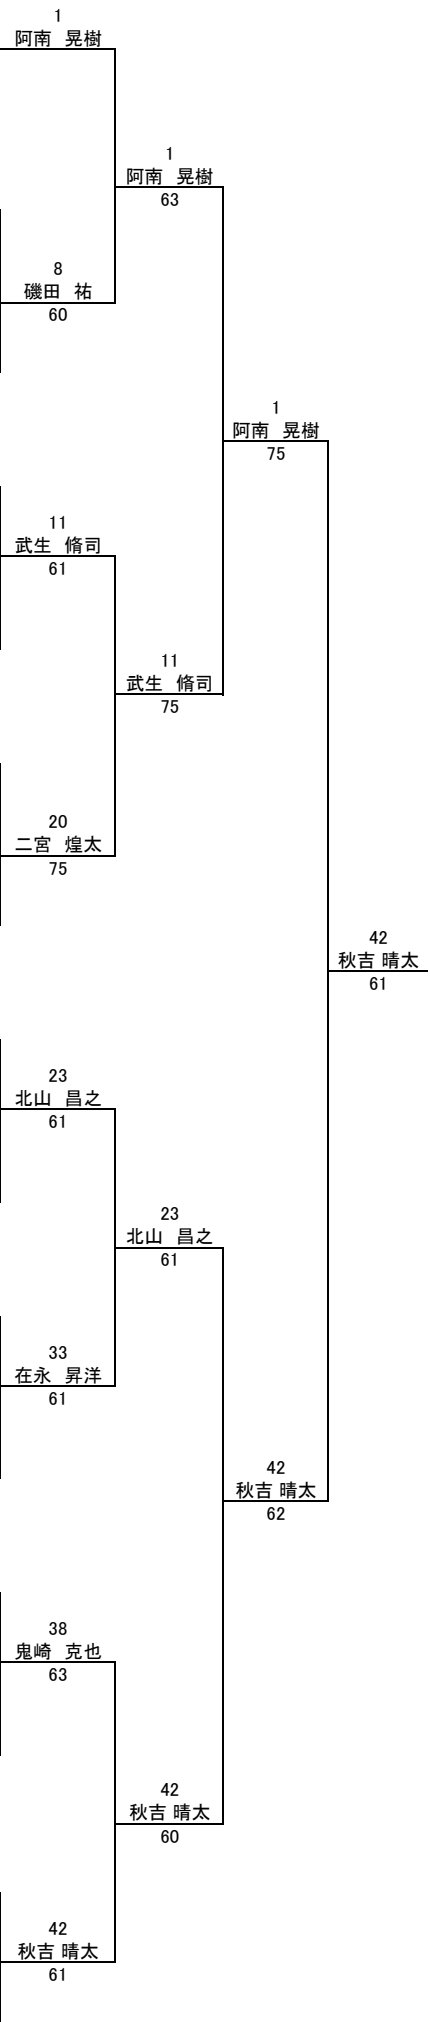 1
阿南　晃樹
1
阿南　晃樹
63
8
磯田　祐
60
1
阿南　晃樹
75
11
武生　脩司
61
11
武生　脩司
75
20
二宮　煌太
75
42
秋吉 晴太
61
23
北山　昌之
61
23
北山　昌之
61
33
在永　昇洋
61
42
秋吉 晴太
62
38
鬼崎　克也
63
42
秋吉 晴太
60
42
秋吉 晴太
61